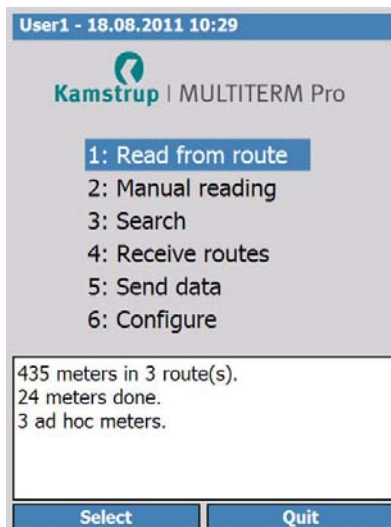 User1 - 18.08.2011 10:29
Kamstrup | MULTITERM Pro
1: Read from route
2: Manual reading
3: Search
4: Receive routes
5: Send data
6: Configure
435 meters in 3 route(s).
24 meters done.
3 ad hoc meters.
Select Quit